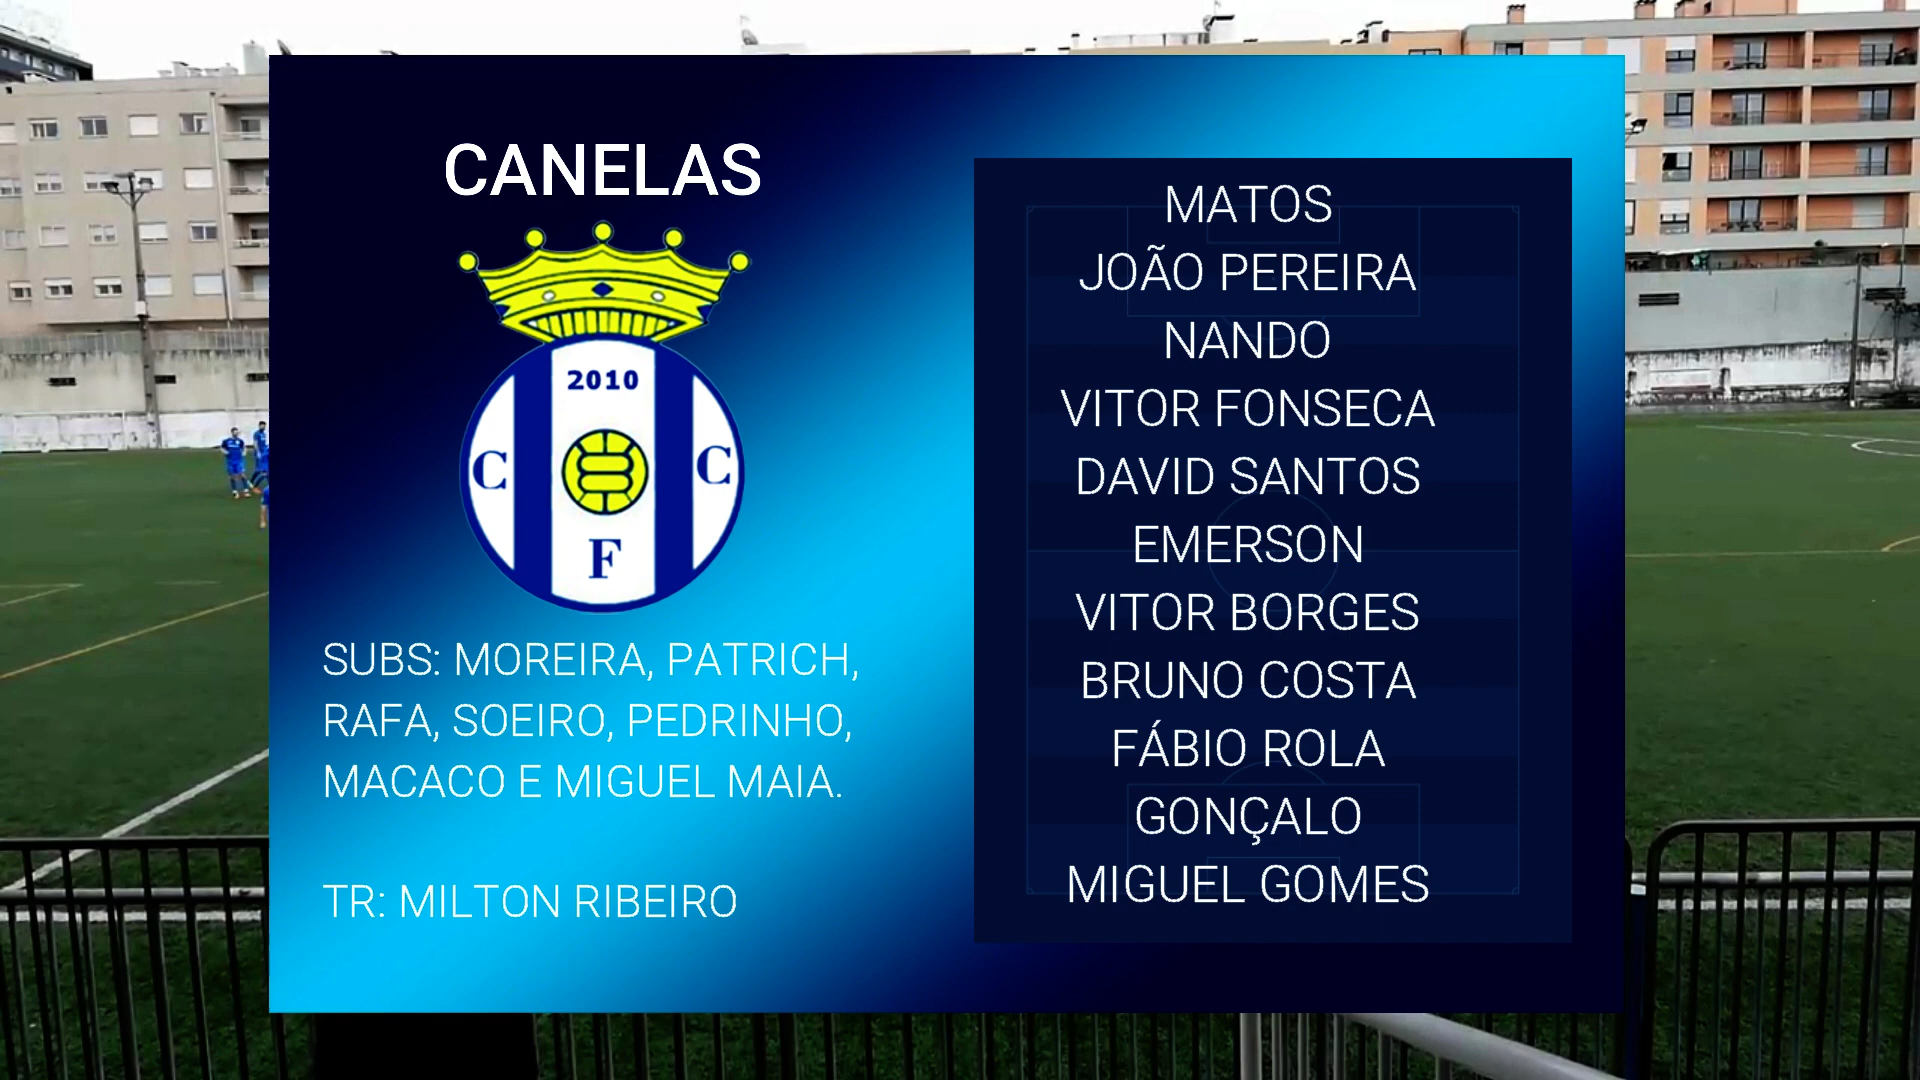 CANELAS
2010
C C
F
SUBS: MOREIRA, PATRICH,
RAFA, SOEIRO, PEDRINHO,
MACACO E MIGUEL MAIA.
TR: MILTON RIBEIRO
MATOS
JOÃO PEREIRA
NANDO
VITOR FONSECA
DAVID SANTOS
EMERSON
VITOR BORGES
BRUNO COSTA
FÁBIO ROLA
GONÇALO
MIGUEL GOMES